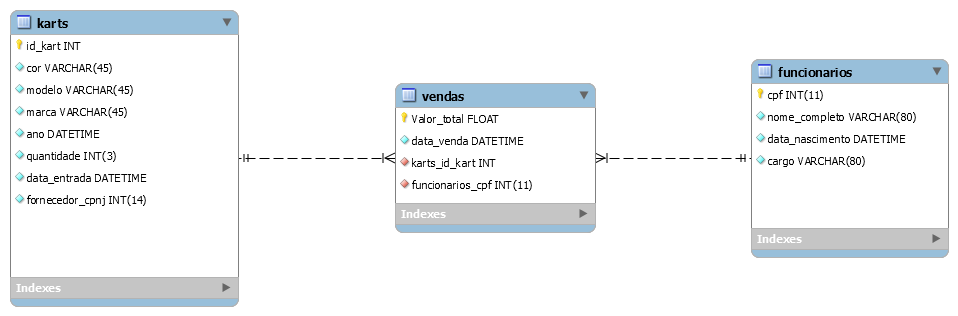 karts
id_kart INT
cor VARCHAR(45)
modelo VARCHAR(45)
marca VARCHAR(45)
ano DATETIME
quantidade INT(3)
data_entrada DATETIME
fornecedor_cpnj INT(14)
Indexes
vendas
Valor_total FLOAT
data_venda DATETIME
karts_id_kart INT
funcionarios_cpf INT(11)
Indexes
funcionarios
cpf INT(11)
nome_completo VARCHAR(80)
data_nascimento DATETIME
cargo VARCHAR(80)
Indexes